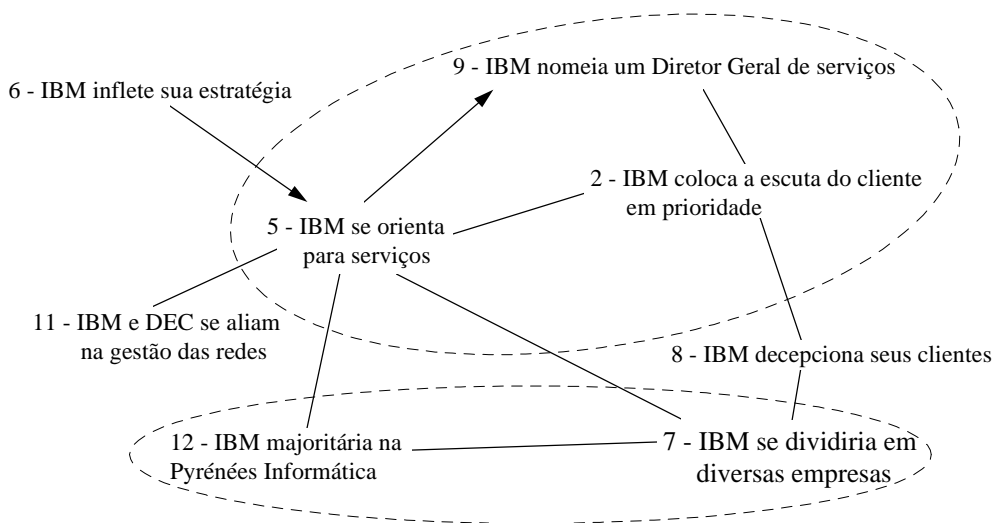 9 - IBM nomeia um Diretor Geral de serviços
6 - IBM inflete sua estratégia
2 - IBM coloca a escuta do cliente
em prioridade
5 - IBM se orienta
para serviços
11 - IBM e DEC se aliam
na gestão das redes
8 - IBM decepciona seus clientes
12 - IBM majoritária na
Pyrénées Informática
7 - IBM se dividiria em
diversas empresas